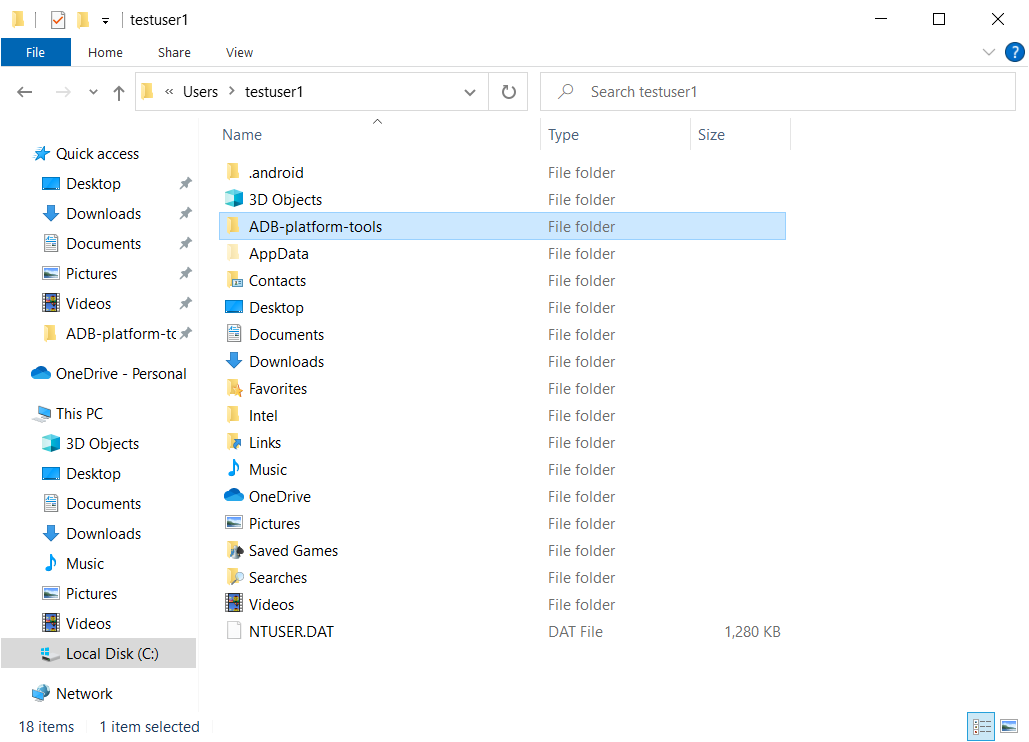 testuser1
File Home Share View ?
« Users > testuser1 Search testuser1
Name Type Size
Quick access
Desktop
Downloads
Documents
Pictures
Videos
ADB-platform-to
OneDrive - Personal
This PC
3D Objects
Desktop
Documents
Downloads
Music
Pictures
Videos
Local Disk (C:)
Network
.android File folder
3D Objects File folder
ADB-platform-tools File folder
AppData File folder
Contacts File folder
Desktop File folder
Documents File folder
Downloads File folder
Favorites File folder
Intel File folder
Links File folder
Music File folder
OneDrive File folder
Pictures File folder
Saved Games File folder
Searches File folder
Videos File folder
NTUSER.DAT DAT File 1,280 KB
18 items 1 item selected